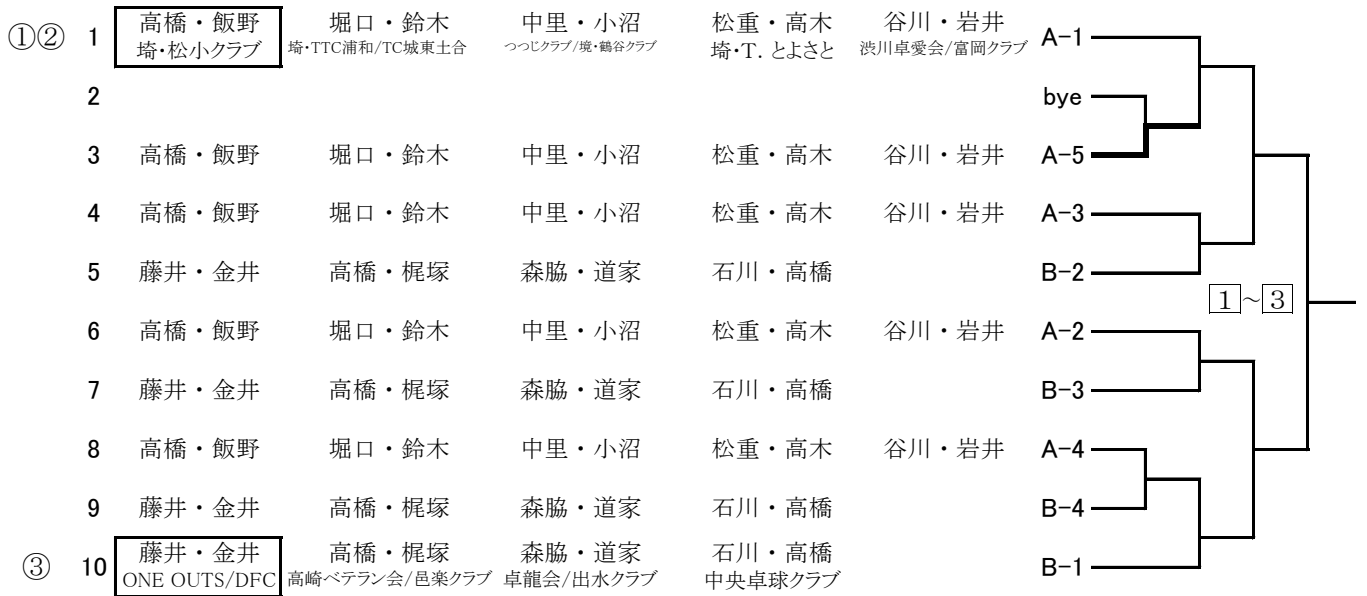 ①② 1 高橋・飯野 堀口・鈴木 中里・小沼 松重・高木 谷川・岩井 A-1
埼・松小クラブ 埼・TTC浦和/TC城東土合 つつじクラブ/境・鶴谷クラブ 埼・T. とよさと 渋川卓愛会/富岡クラブ
2 bye
3 高橋・飯野 堀口・鈴木 中里・小沼 松重・高木 谷川・岩井 A-5
4 高橋・飯野 堀口・鈴木 中里・小沼 松重・高木 谷川・岩井 A-3
5 藤井・金井 高橋・梶塚 森脇・道家 石川・高橋 B-2
1~3
6 高橋・飯野 堀口・鈴木 中里・小沼 松重・高木 谷川・岩井 A-2
7 藤井・金井 高橋・梶塚 森脇・道家 石川・高橋 B-3
8 高橋・飯野 堀口・鈴木 中里・小沼 松重・高木 谷川・岩井 A-4
9 藤井・金井 高橋・梶塚 森脇・道家 石川・高橋 B-4
③ 10 藤井・金井 高橋・梶塚 森脇・道家 石川・高橋 B-1
ONE OUTS/DFC 高崎ベテラン会/邑楽クラブ 卓龍会/出水クラブ 中央卓球クラブ